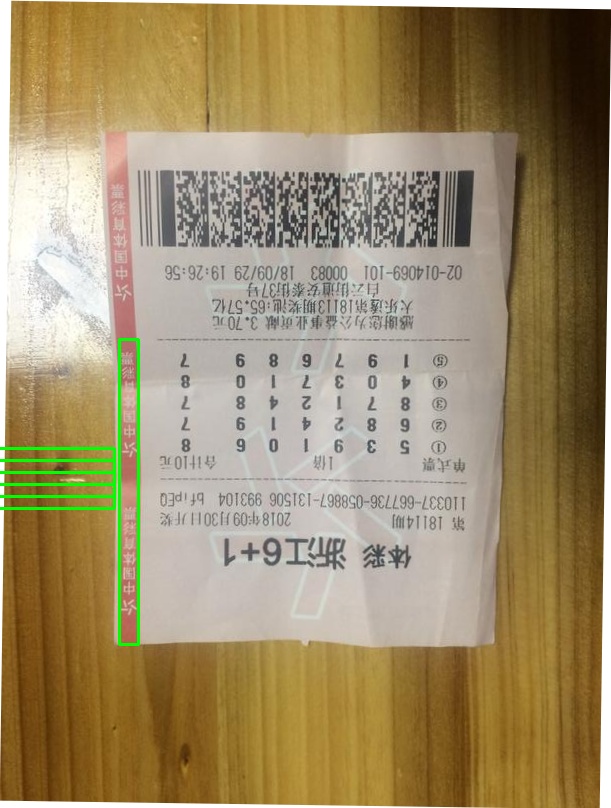 体彩 浙江6+1
第 18114期 2018年09月30日开奖
110337-667736-058867-131506 993104 bfipEQ
单式票 1倍 合计10元
① 5 3 9 1 0 6 8
② 6 8 2 4 1 9 7
③ 8 7 1 2 4 8 7
④ 4 0 3 7 1 0 8
⑤ 1 9 7 6 8 9 7
感谢您为公益事业贡献 3.70元
大乐透第18113期奖池:65.57亿
白云街道安泰街37号
02-014069-101 00083 18/09/29 19:26:56
中国体育彩票
中国体育彩票
中国体育彩票